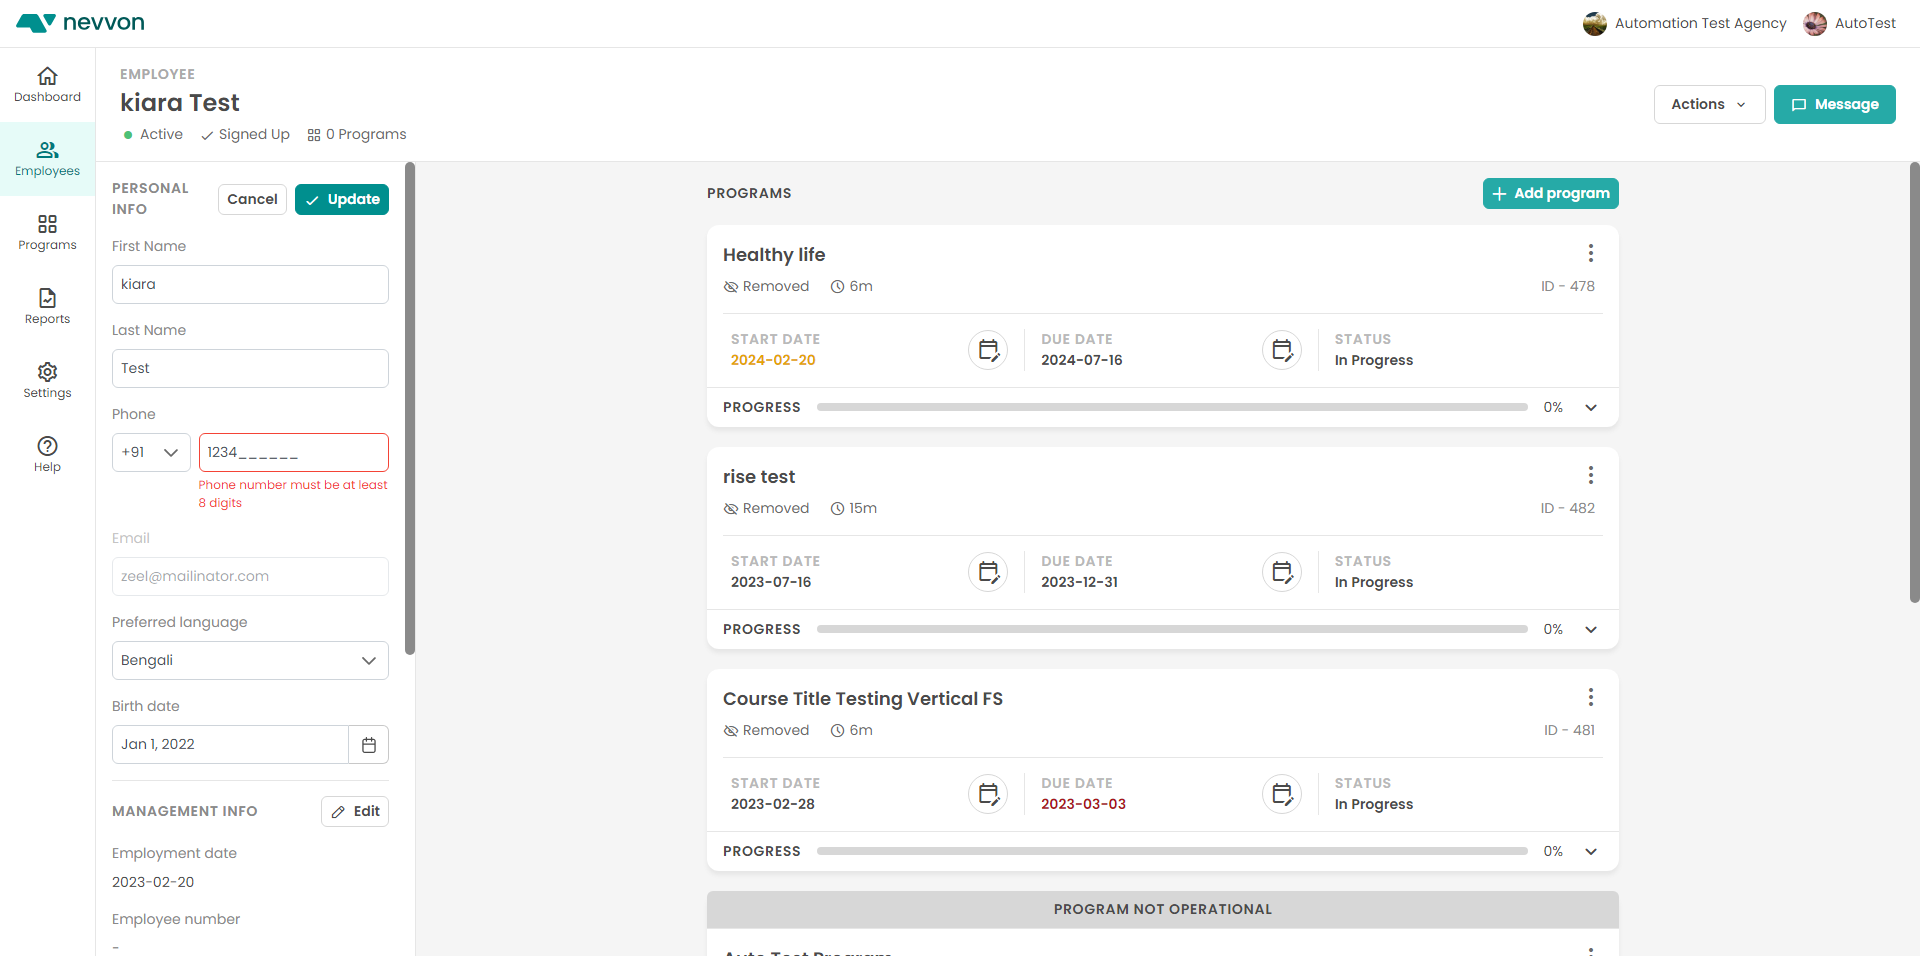 nevvon
Automation Test Agency
AutoTest
Dashboard
Employees
Programs
Reports
Settings
Help
EMPLOYEE
kiara Test
Active
Signed Up
0 Programs
Actions
Message
PERSONAL
INFO
Cancel
Update
First Name
kiara
Last Name
Test
Phone
+91
1234______
Phone number must be at least
8 digits
Email
zeel@mailinator.com
Preferred language
Bengali
Birth date
Jan 1, 2022
MANAGEMENT INFO
Edit
Employment date
2023-02-20
Employee number
-
PROGRAMS
Add program
Healthy life
Removed
6m
ID - 478
START DATE
2024-02-20
DUE DATE
2024-07-16
STATUS
In Progress
PROGRESS
0%
rise test
Removed
15m
ID - 482
START DATE
2023-07-16
DUE DATE
2023-12-31
STATUS
In Progress
PROGRESS
0%
Course Title Testing Vertical FS
Removed
6m
ID - 481
START DATE
2023-02-28
DUE DATE
2023-03-03
STATUS
In Progress
PROGRESS
0%
PROGRAM NOT OPERATIONAL
Auto Test Program